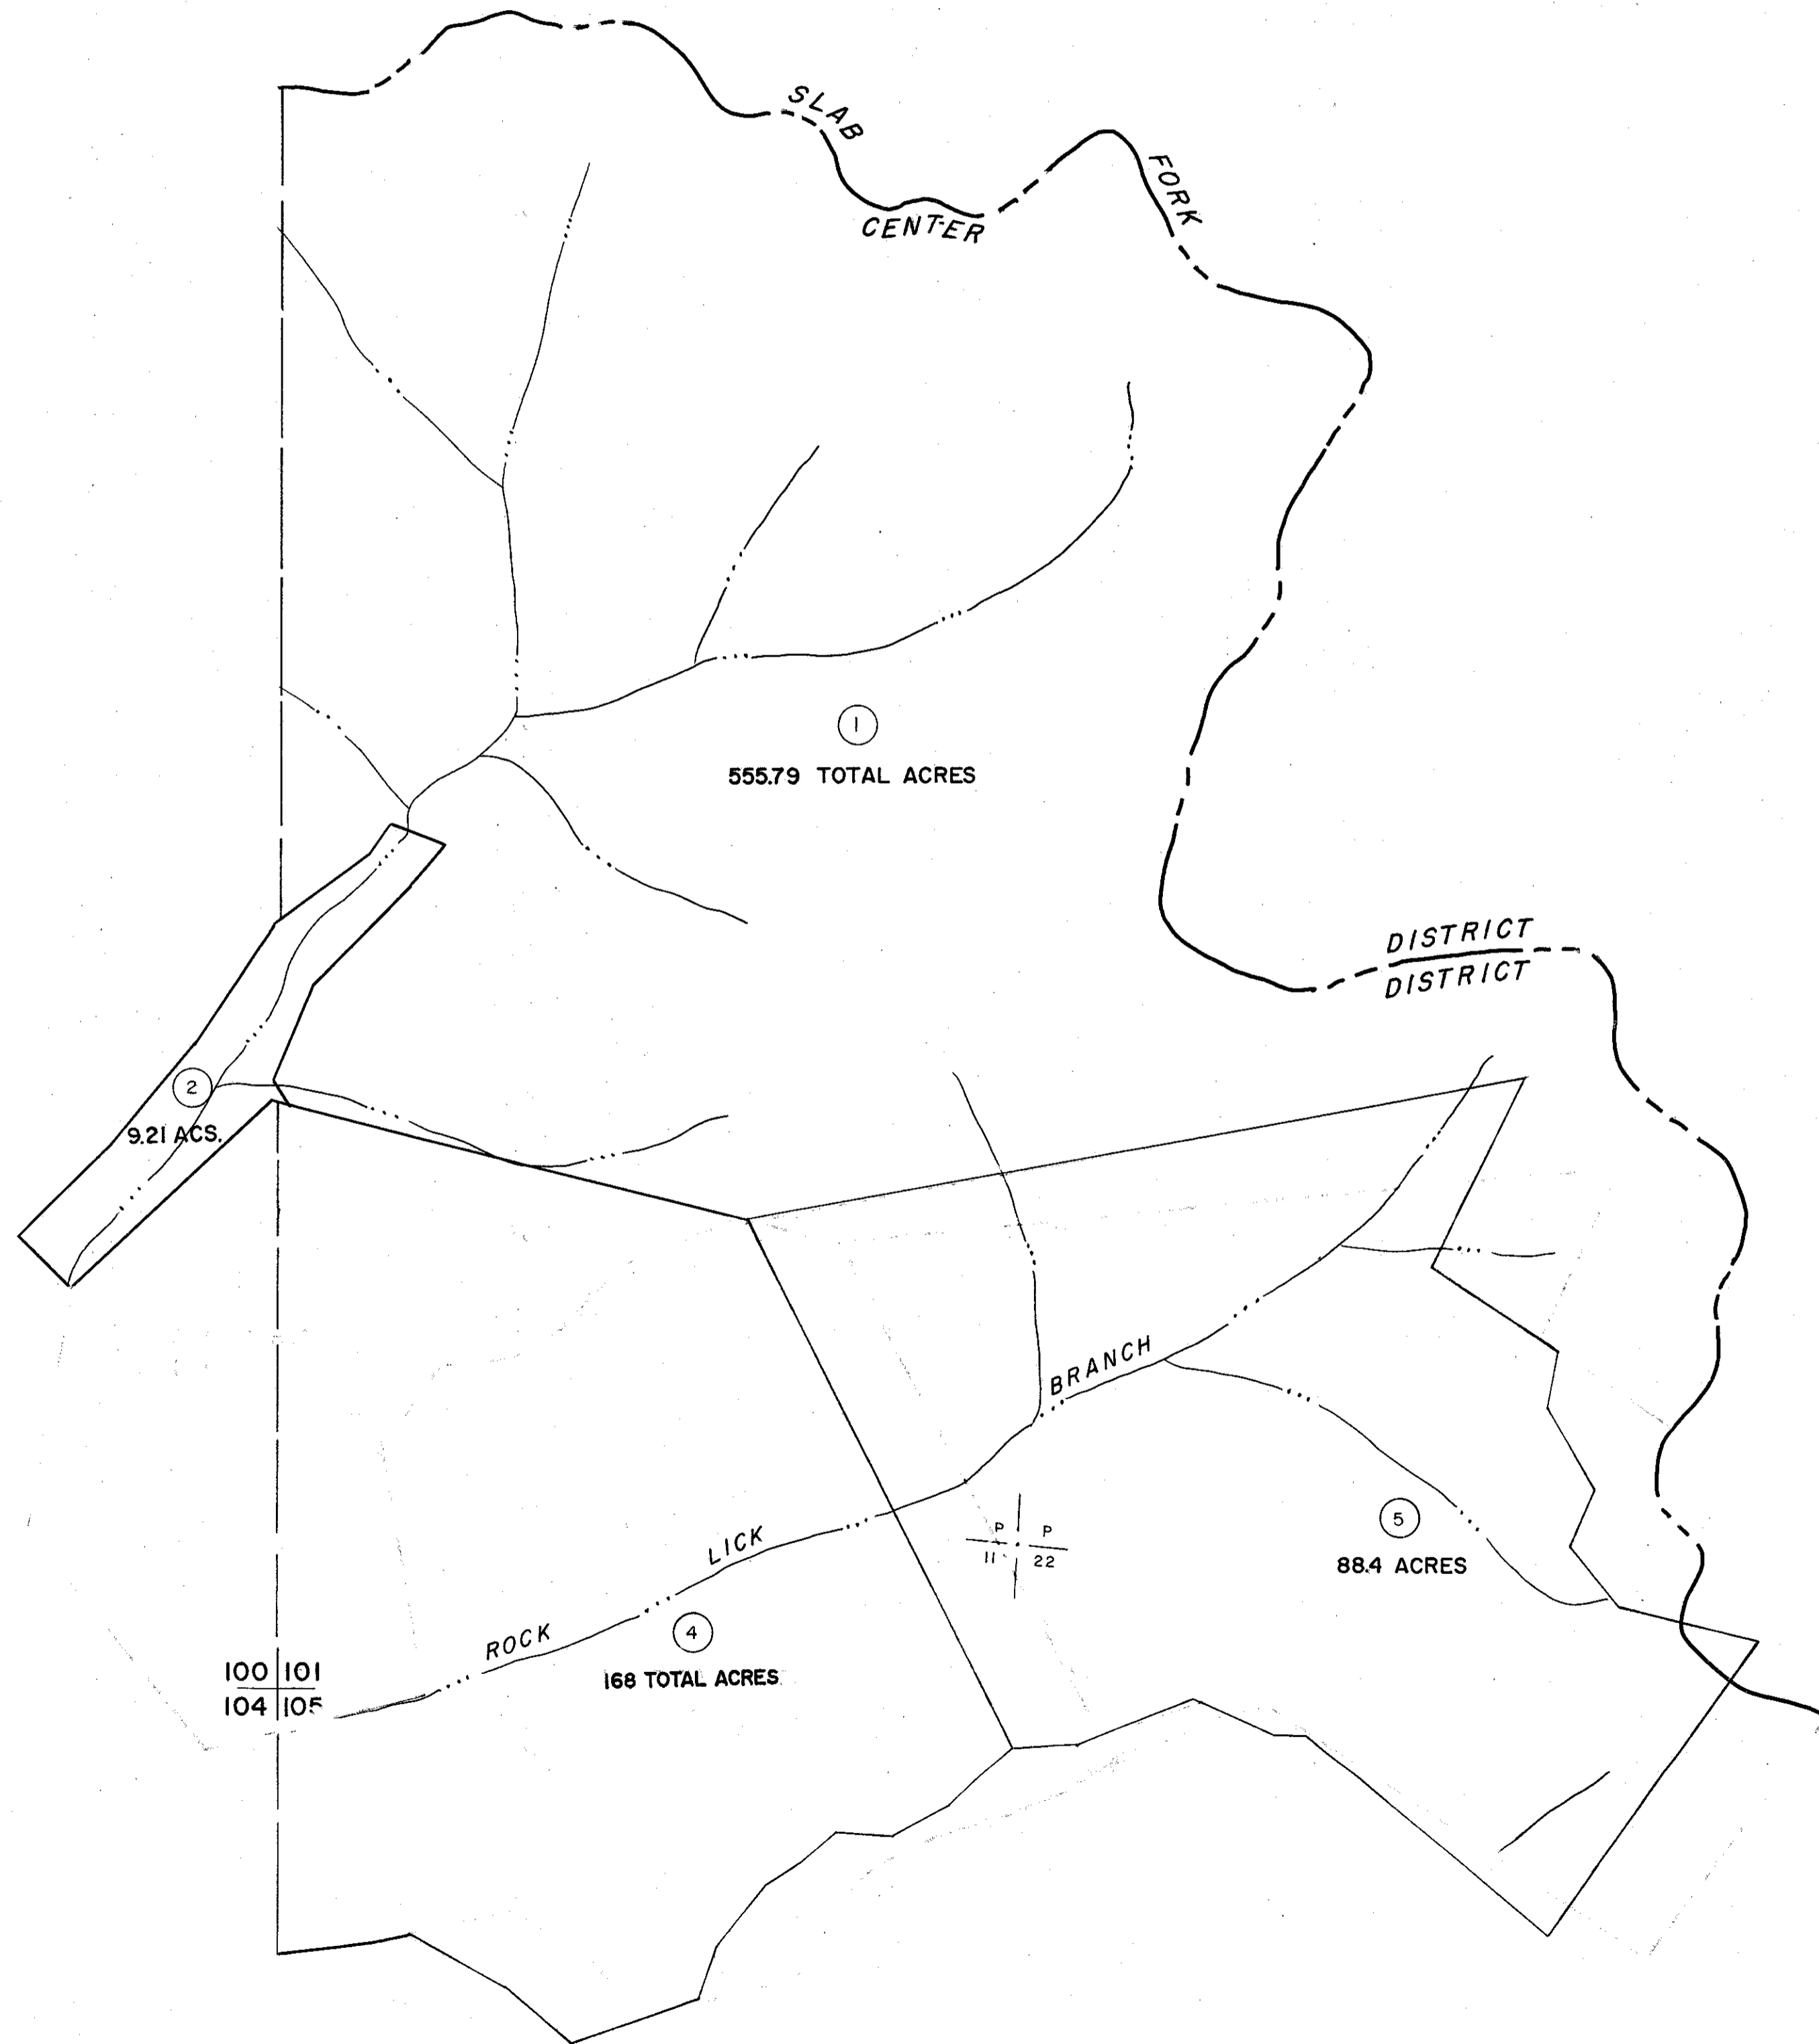 SLAB
FORK
CENTER
1
555.79 TOTAL ACRES
DISTRICT
DISTRICT
2
9.21 ACS.
BRANCH
LICK
ROCK
P P
11 22
5
88.4 ACRES
4
168 TOTAL ACRES
100 101
104 105